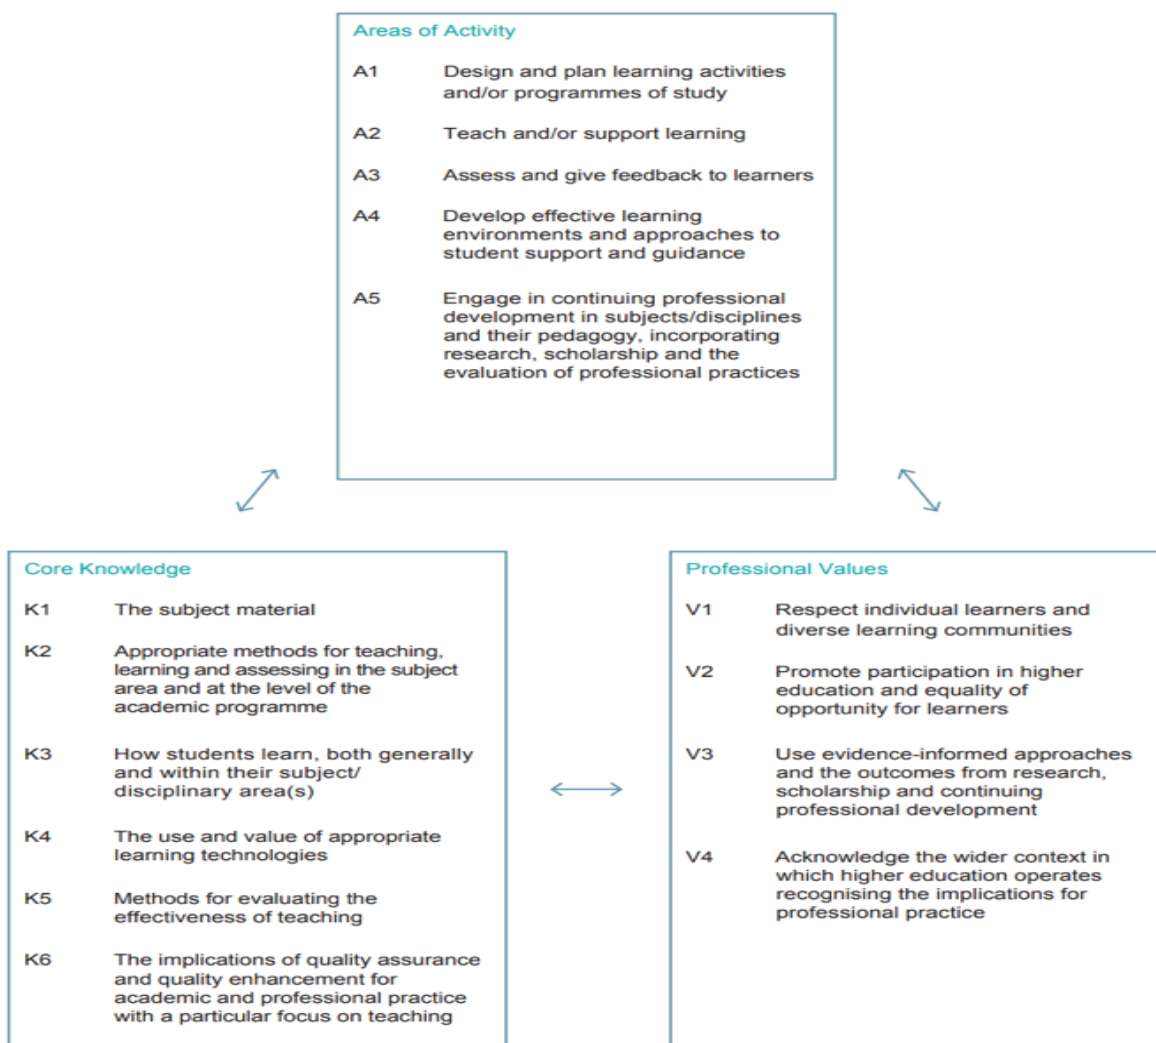 Areas of Activity
A1 Design and plan learning activities
and/or programmes of study
A2 Teach and/or support learning
A3 Assess and give feedback to learners
A4 Develop effective learning
environments and approaches to
student support and guidance
A5 Engage in continuing professional
development in subjects/disciplines
and their pedagogy, incorporating
research, scholarship and the
evaluation of professional practices
Core Knowledge
K1 The subject material
K2 Appropriate methods for teaching,
learning and assessing in the subject
area and at the level of the
academic programme
K3 How students learn, both generally
and within their subject/
disciplinary area(s)
K4 The use and value of appropriate
learning technologies
K5 Methods for evaluating the
effectiveness of teaching
K6 The implications of quality assurance
and quality enhancement for
academic and professional practice
with a particular focus on teaching
Professional Values
V1 Respect individual learners and
diverse learning communities
V2 Promote participation in higher
education and equality of
opportunity for learners
V3 Use evidence-informed approaches
and the outcomes from research,
scholarship and continuing
professional development
V4 Acknowledge the wider context in
which higher education operates
recognising the implications for
professional practice